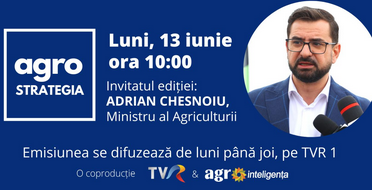 agro
STRATEGIA
Luni, 13 iunie
ora 10:00
Invitatul ediției:
ADRIAN CHESNOIU,
Ministru al Agriculturii
Emisiunea se difuzează de luni până joi, pe TVR 1
O coproducție TVR & agro inteligența